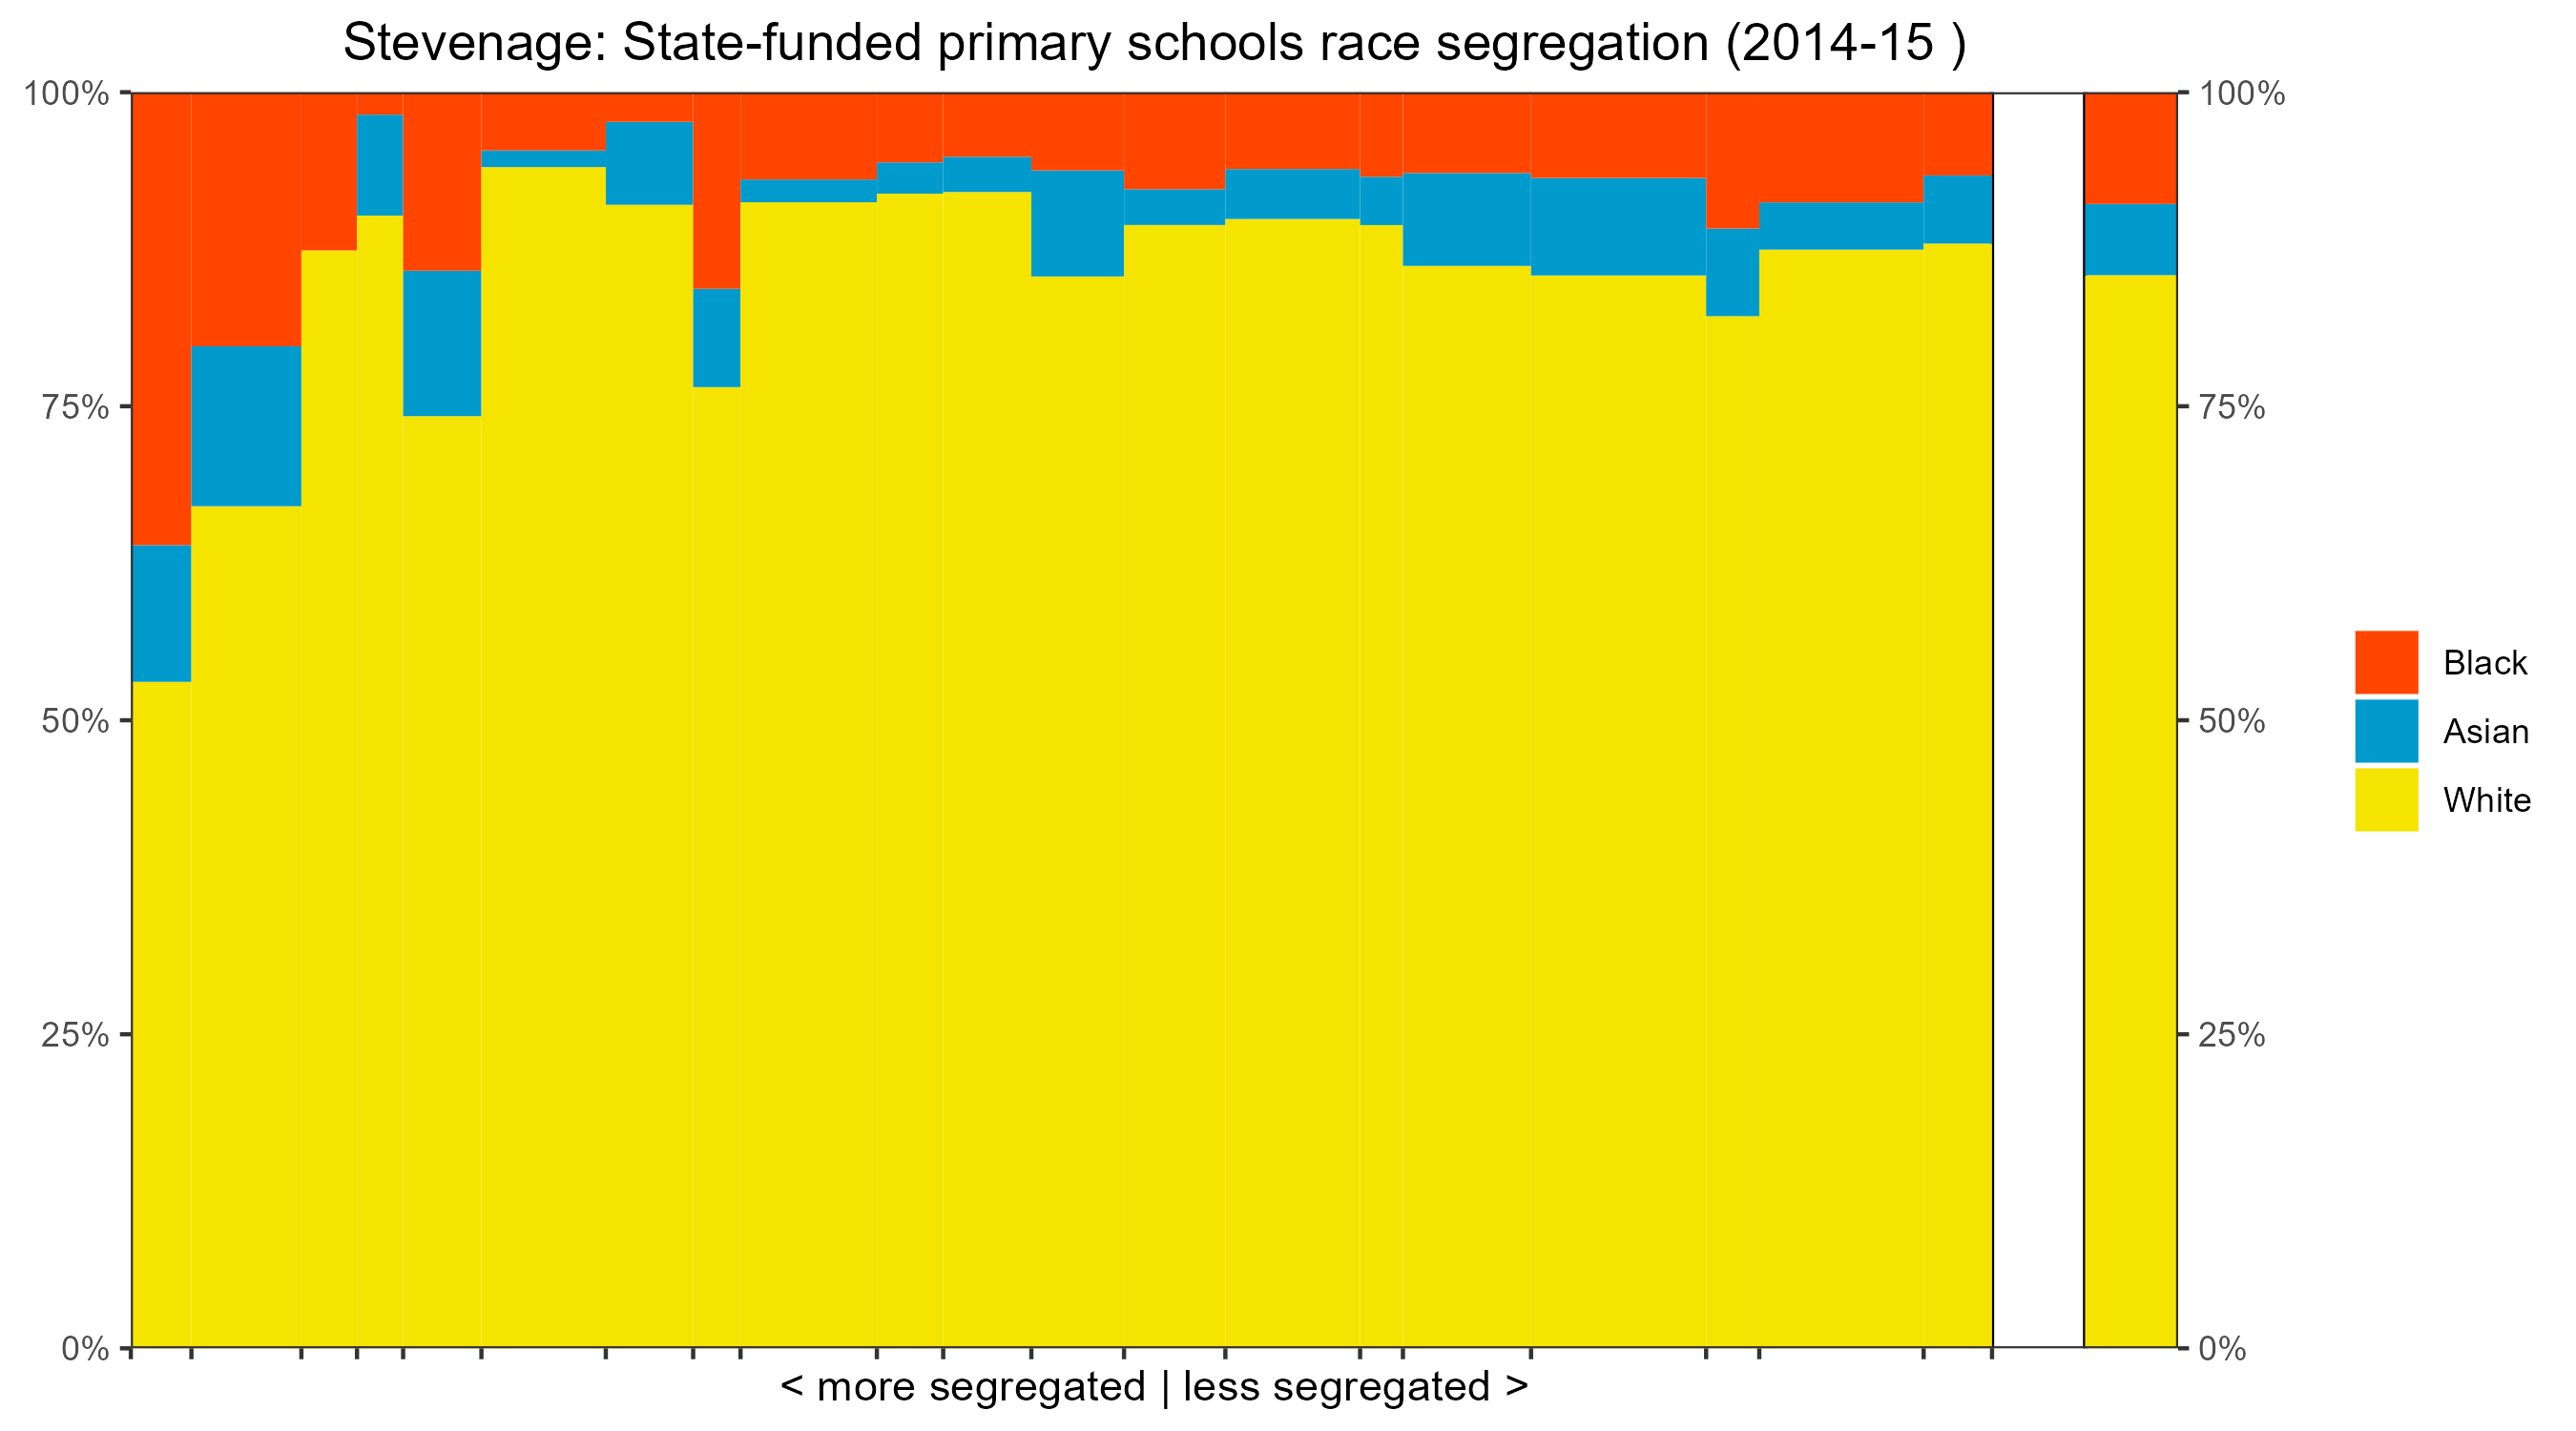 Stevenage: State-funded primary schools race segregation (2014-15 )
100%
100%
75%
75%
50%
50%
25%
25%
0%
0%
Black
Asian
White
< more segregated | less segregated >